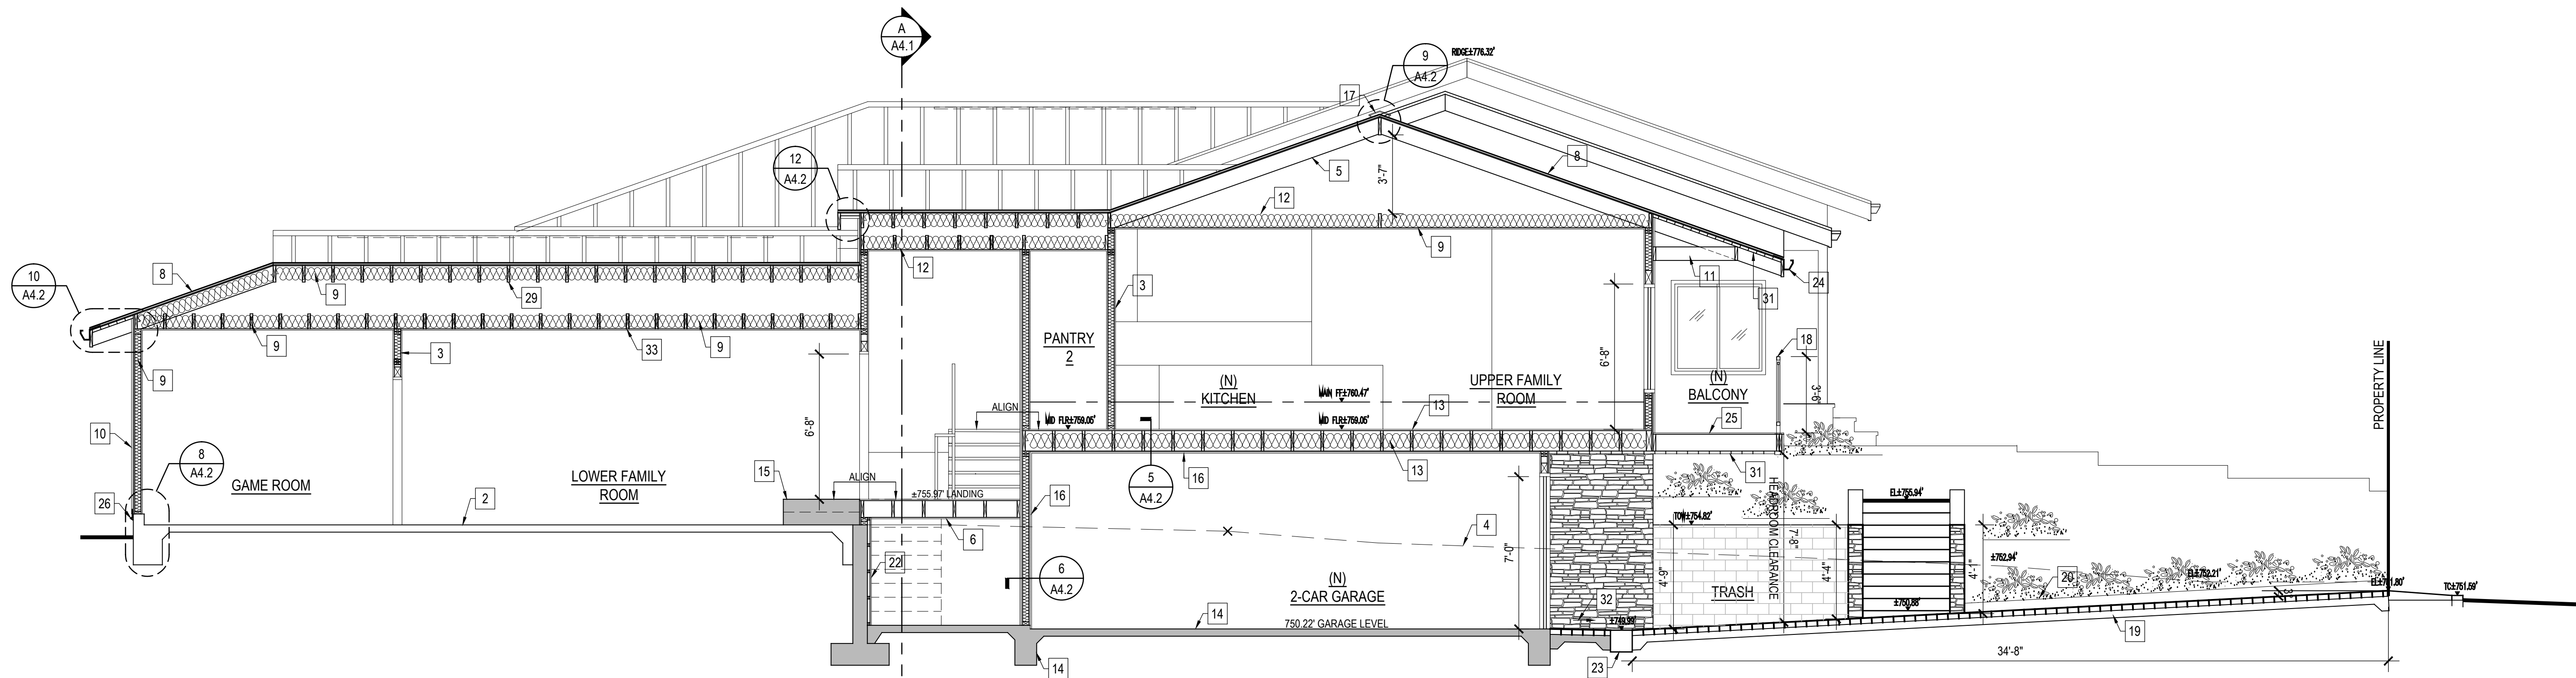 A
A4.1
9
A4.2
RIDGE±776.32'
17
12
A4.2
5
8
3'-7"
12
10
A4.2
8
9
29
12
9
11
31
24
9
3
33
9
3
PANTRY
2
6'-8"
18
PROPERTY LINE
9
(N)
KITCHEN
MAIN FF±760.47'
UPPER FAMILY
ROOM
(N)
BALCONY
3'-6"
ALIGN
MID FLR±759.05'
MID FLR±759.05'
13
25
10
6'-8"
8
A4.2
GAME ROOM
LOWER FAMILY
ROOM
15
ALIGN
±755.97' LANDING
5
A4.2
16
13
31
HEADROOM CLEARANCE
7'-8"
EL±755.94'
26
2
16
6
7'-0"
4
TOW±754.82'
22
6
A4.2
(N)
2-CAR GARAGE
32
4'-9"
TRASH
4'-4"
4'-1"
±752.94'
20
EL±752.21'
TC±751.59'
±750.88'
14
750.22' GARAGE LEVEL
±749.99'
19
14
23
34'-8"